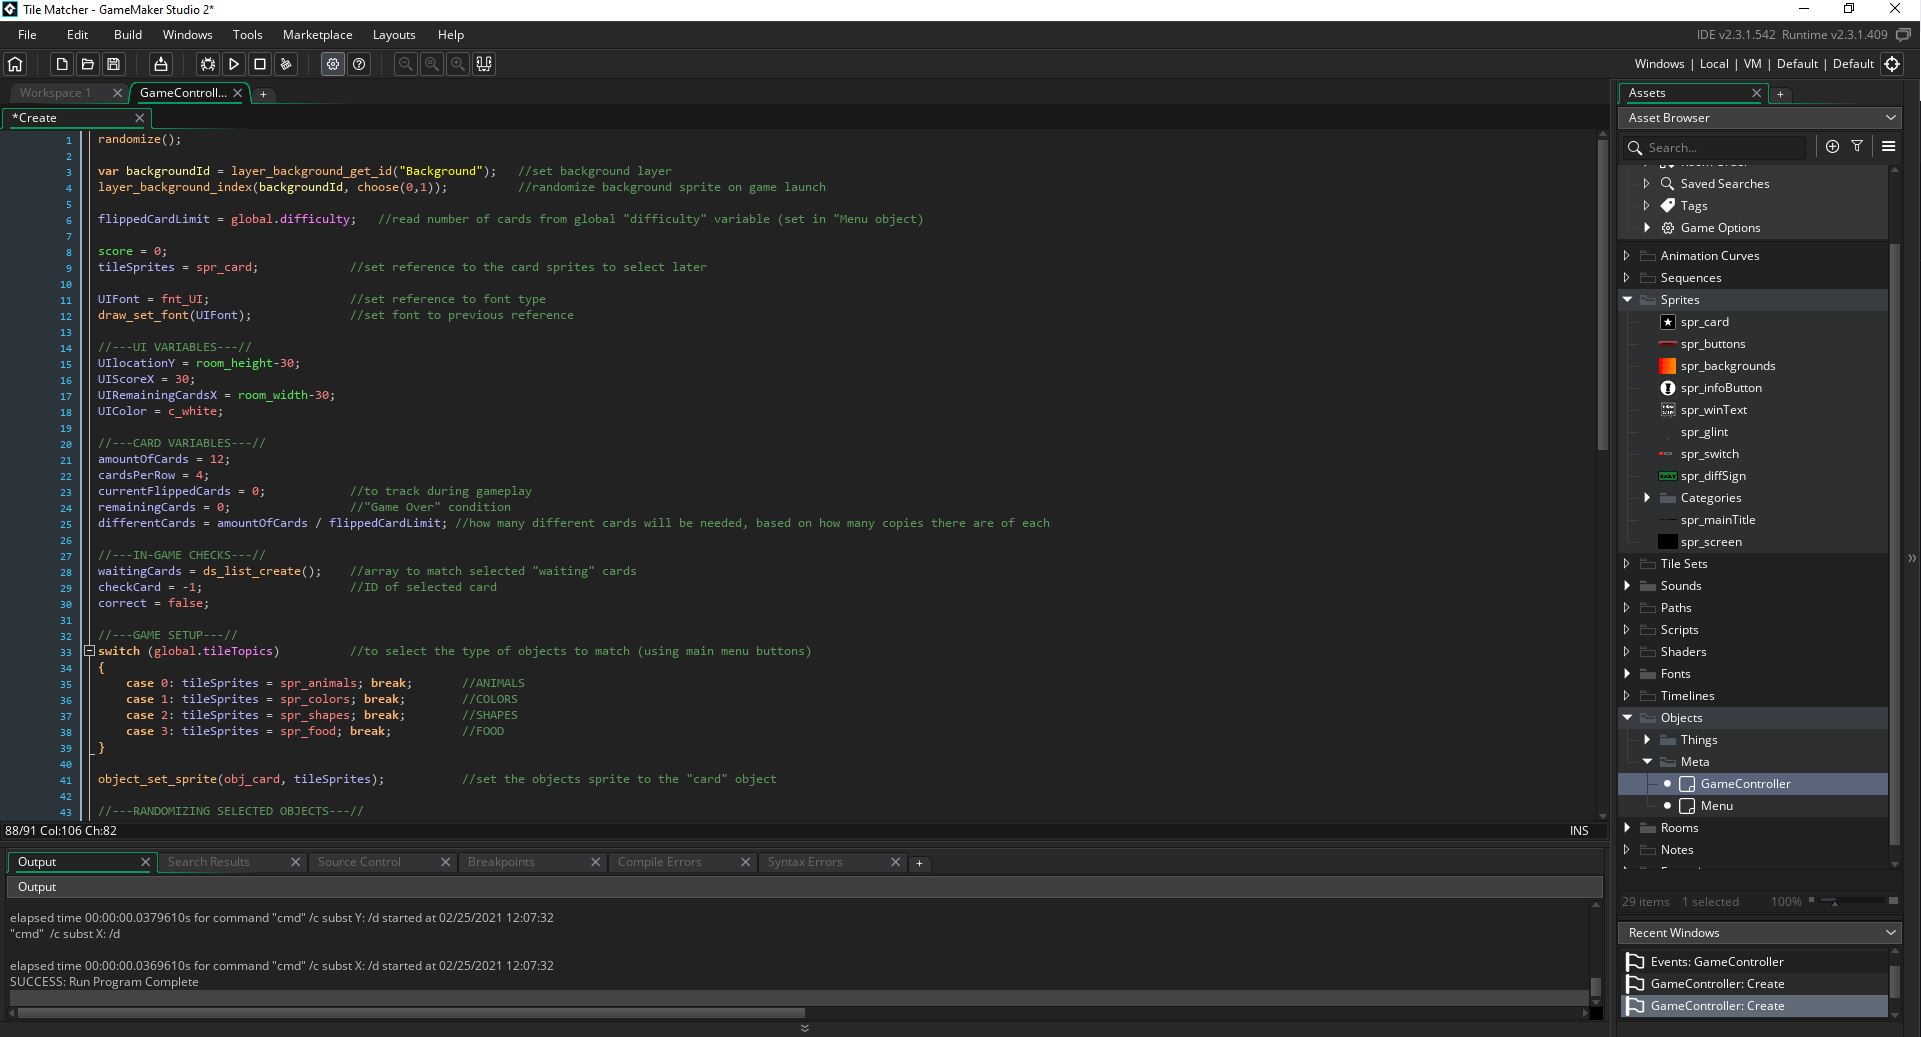 Tile Matcher - GameMaker Studio 2*
File Edit Build Windows Tools Marketplace Layouts Help
IDE v2.3.1.542 Runtime v2.3.1.409
Windows | Local | VM | Default | Default
Workspace 1
GameControll...
*Create
1 randomize();
2
3 var backgroundId = layer_background_get_id("Background"); //set background layer
4 layer_background_index(backgroundId, choose(0,1)); //randomize background sprite on game launch
5
6 flippedCardLimit = global.difficulty; //read number of cards from global "difficulty" variable (set in "Menu object)
7
8 score = 0;
9 tileSprites = spr_card; //set reference to the card sprites to select later
10
11 UIFont = fnt_UI; //set reference to font type
12 draw_set_font(UIFont); //set font to previous reference
13
14 //---UI VARIABLES---//
15 UIlocationY = room_height-30;
16 UIScoreX = 30;
17 UIRemainingCardsX = room_width-30;
18 UIColor = c_white;
19
20 //---CARD VARIABLES---//
21 amountOfCards = 12;
22 cardsPerRow = 4;
23 currentFlippedCards = 0; //to track during gameplay
24 remainingCards = 0; //"Game Over" condition
25 differentCards = amountOfCards / flippedCardLimit; //how many different cards will be needed, based on how many copies there are of each
26
27 //---IN-GAME CHECKS---//
28 waitingCards = ds_list_create(); //array to match selected "waiting" cards
29 checkCard = -1; //ID of selected card
30 correct = false;
31
32 //---GAME SETUP---//
33 switch (global.tileTopics) //to select the type of objects to match (using main menu buttons)
34 {
35 case 0: tileSprites = spr_animals; break; //ANIMALS
36 case 1: tileSprites = spr_colors; break; //COLORS
37 case 2: tileSprites = spr_shapes; break; //SHAPES
38 case 3: tileSprites = spr_food; break; //FOOD
39 }
40
41 object_set_sprite(obj_card, tileSprites); //set the objects sprite to the "card" object
42
43 //---RANDOMIZING SELECTED OBJECTS---//
88/91 Col:106 Ch:82
INS
Output
Search Results
Source Control
Breakpoints
Compile Errors
Syntax Errors
Output
elapsed time 00:00:00.0379610s for command "cmd" /c subst Y: /d started at 02/25/2021 12:07:32
"cmd" /c subst X: /d
elapsed time 00:00:00.0369610s for command "cmd" /c subst X: /d started at 02/25/2021 12:07:32
SUCCESS: Run Program Complete
Assets
Asset Browser
Search...
Saved Searches
Tags
Game Options
Animation Curves
Sequences
Sprites
spr_card
spr_buttons
spr_backgrounds
spr_infoButton
spr_winText
spr_glint
spr_switch
spr_diffSign
Categories
spr_mainTitle
spr_screen
Tile Sets
Sounds
Paths
Scripts
Shaders
Fonts
Timelines
Objects
Things
Meta
GameController
Menu
Rooms
Notes
29 items 1 selected 100%
Recent Windows
Events: GameController
GameController: Create
GameController: Create